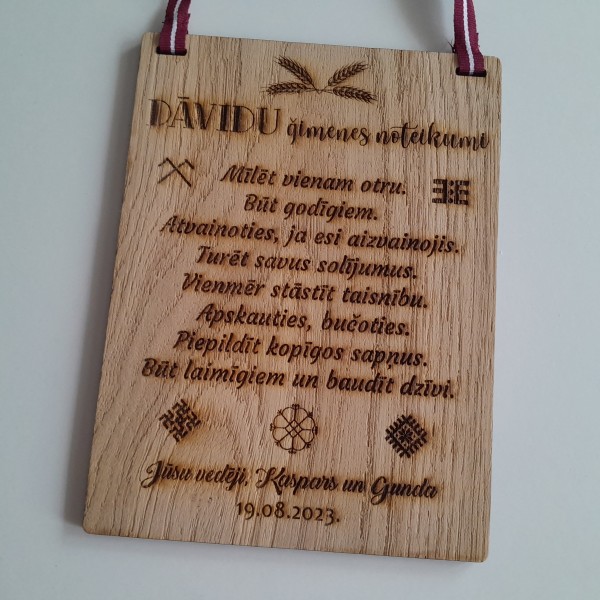 DĀVIDU ģimenes noteikumi
Mīlēt vienam otru.
Būt godīgiem.
Atvainoties, ja esi aizvainojis.
Turēt savus solījumus.
Vienmēr stāstīt taisnību.
Apskauties, bučoties.
Piepildīt kopīgos sapņus.
Būt laimīgiem un baudīt dzīvi.
Jūsu vedēji, Kaspars un Gunda
19.08.2023.